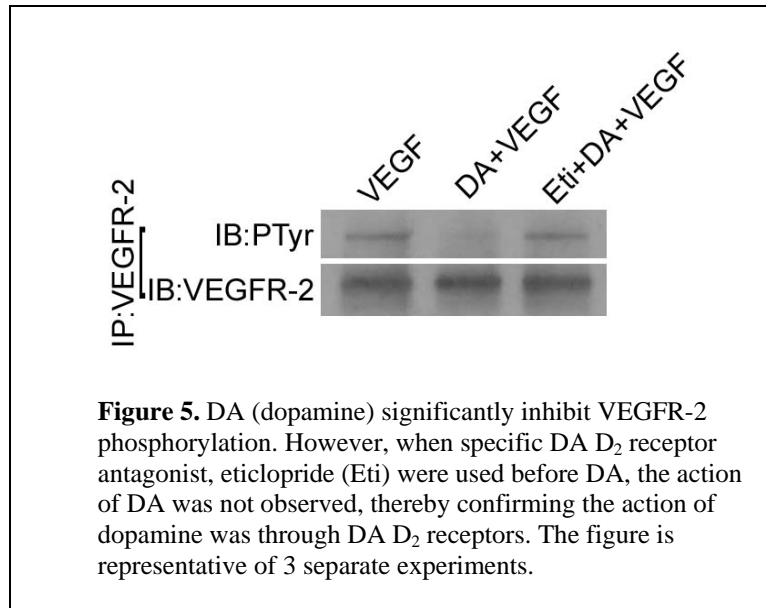 VEGF
DA+VEGF
Eti+DA+VEGF
IP:VEGFR-2
IB:PTyr
IB:VEGFR-2
Figure 5. DA (dopamine) significantly inhibit VEGFR-2
phosphorylation. However, when specific DA D₂ receptor
antagonist, eticlopride (Eti) were used before DA, the action
of DA was not observed, thereby confirming the action of
dopamine was through DA D₂ receptors. The figure is
representative of 3 separate experiments.